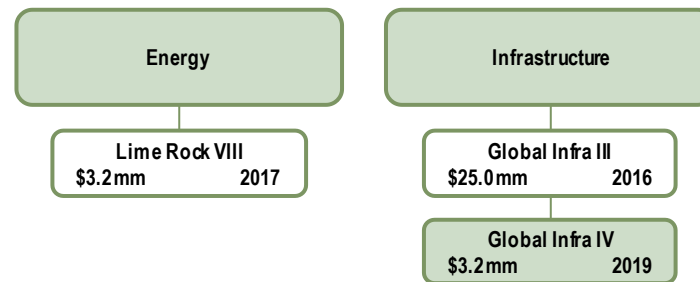 Energy
Infrastructure
Lime Rock VIII
$3.2mm 2017
Global Infra III
$25.0mm 2016
Global Infra IV
$3.2mm 2019